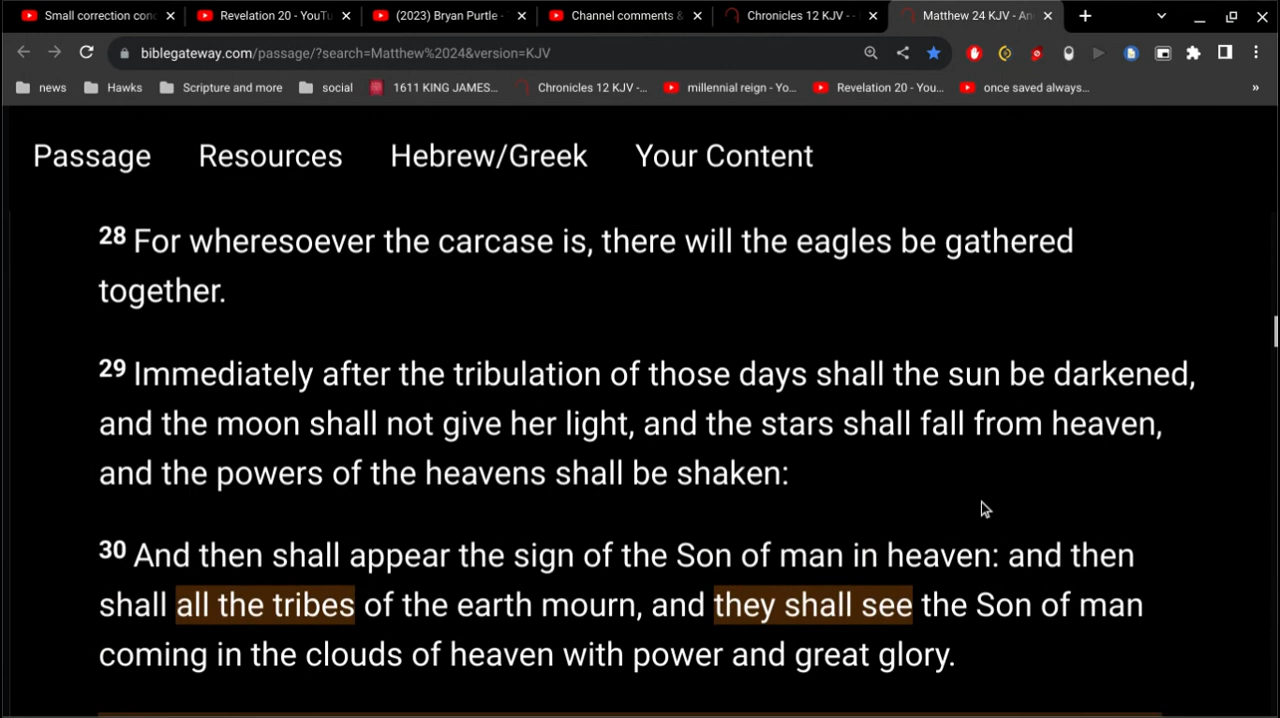 Small correction con
Revelation 20 - YouTu
(2023) Bryan Purtle -
Channel comments &
Chronicles 12 KJV - -
Matthew 24 KJV - An
biblegateway.com/passage/?search=Matthew%2024&version=KJV
news
Hawks
Scripture and more
social
1611 KING JAMES...
Chronicles 12 KJV -...
millennial reign - Yo...
Revelation 20 - You...
once saved always...
»
Passage Resources Hebrew/Greek Your Content
28 For wheresoever the carcase is, there will the eagles be gathered
together.
29 Immediately after the tribulation of those days shall the sun be darkened,
and the moon shall not give her light, and the stars shall fall from heaven,
and the powers of the heavens shall be shaken:
30 And then shall appear the sign of the Son of man in heaven: and then
shall all the tribes of the earth mourn, and they shall see the Son of man
coming in the clouds of heaven with power and great glory.